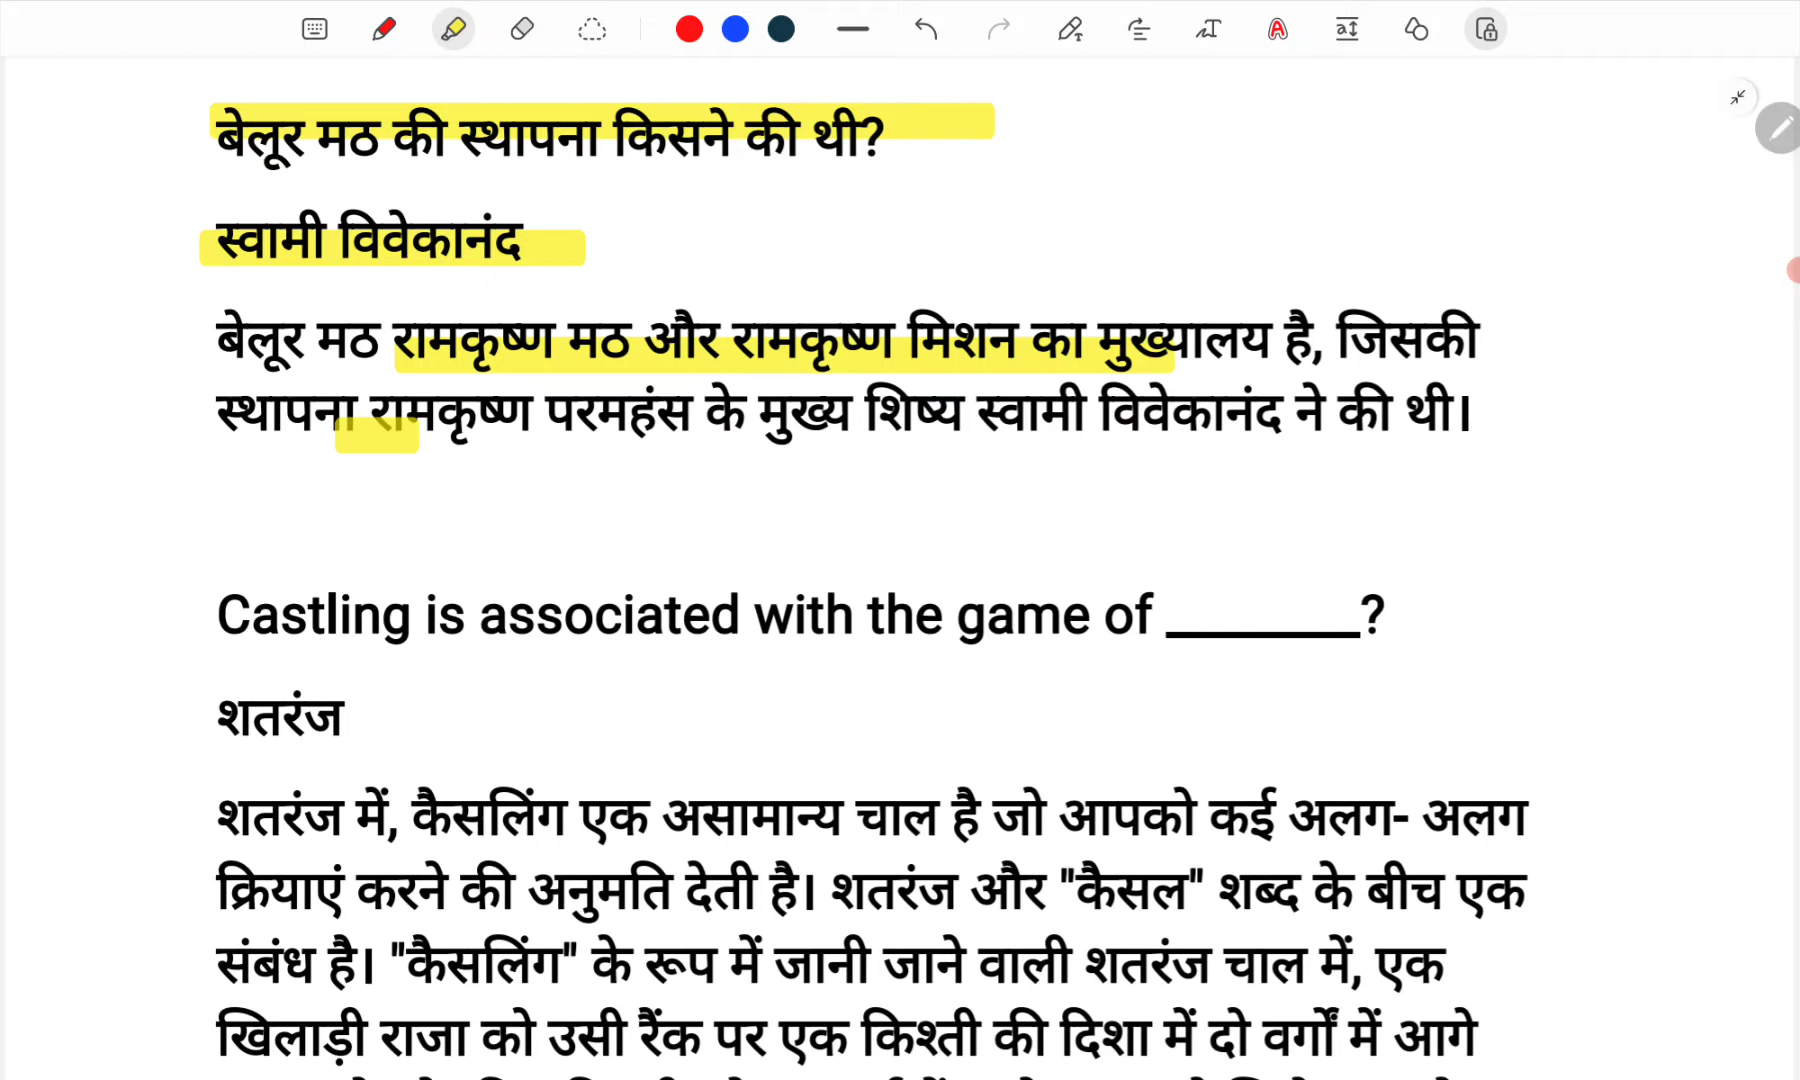 बेलूर मठ की स्थापना किसने की थी?
स्वामी विवेकानंद
बेलूर मठ रामकृष्ण मठ और रामकृष्ण मिशन का मुख्यालय है, जिसकी
स्थापना रामकृष्ण परमहंस के मुख्य शिष्य स्वामी विवेकानंद ने की थी।
Castling is associated with the game of ________?
शतरंज
शतरंज में, कैसलिंग एक असामान्य चाल है जो आपको कई अलग- अलग
क्रियाएं करने की अनुमति देती है। शतरंज और "कैसल" शब्द के बीच एक
संबंध है। "कैसलिंग" के रूप में जानी जाने वाली शतरंज चाल में, एक
खिलाड़ी राजा को उसी रैंक पर एक किश्ती की दिशा में दो वर्गों में आगे